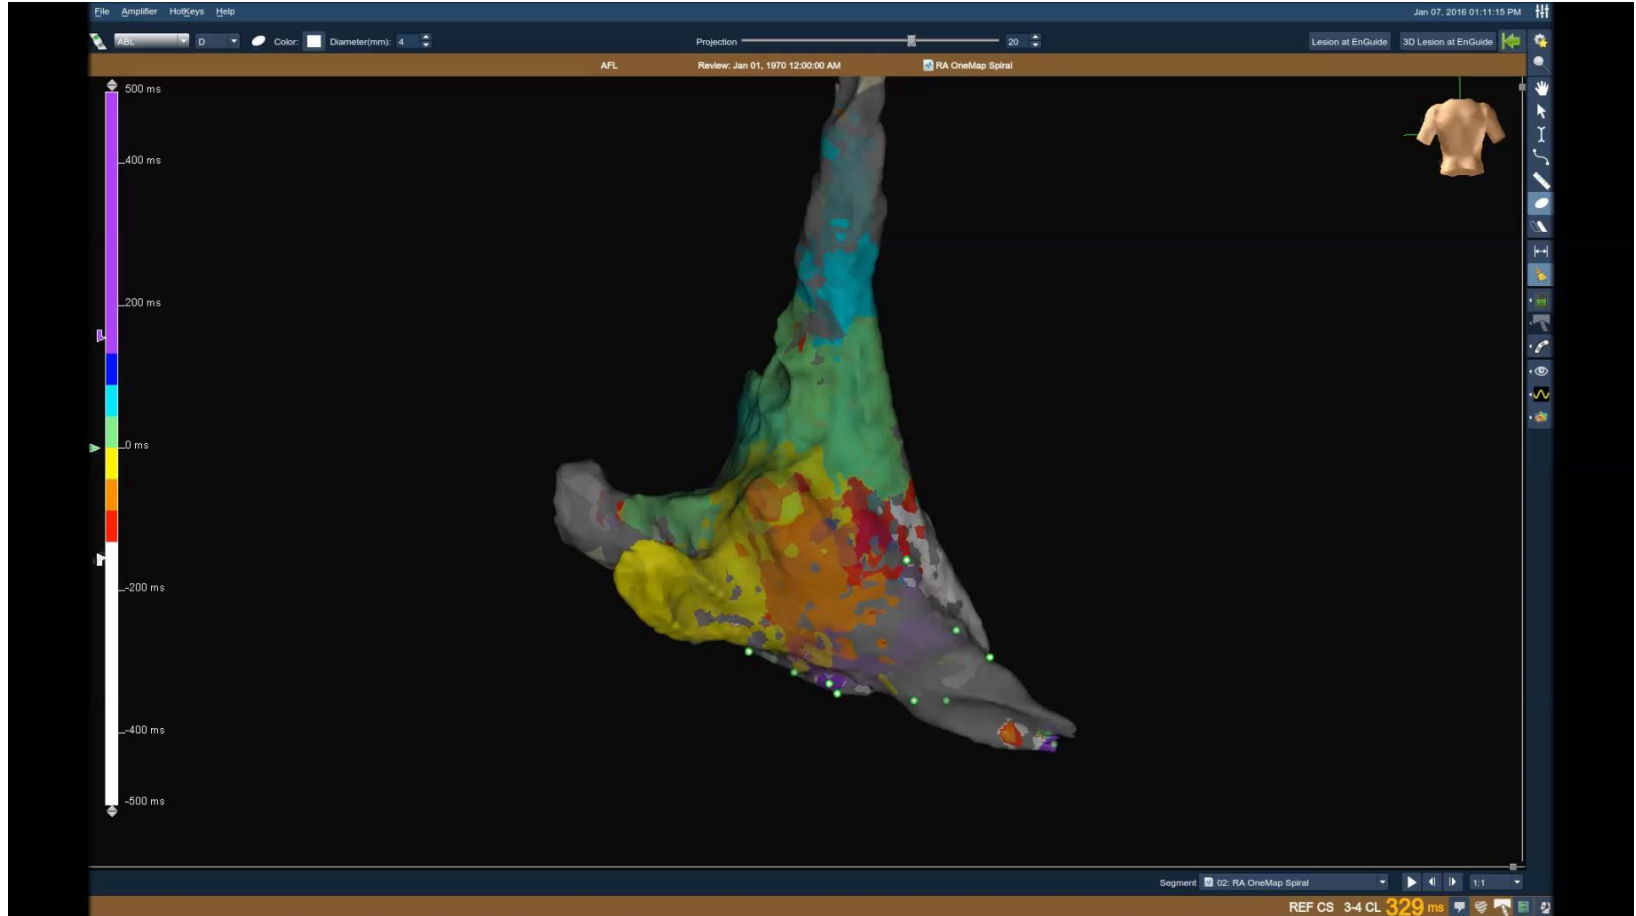 File Amplifier HotKeys Help Jan 07, 2016 01:11:15 PM
ABL D Color: Diameter(mm): 4 Projection 20 Lesion at EnGuide 3D Lesion at EnGuide
AFL Review: Jan 01, 1970 12:00:00 AM RA OneMap Spiral
500 ms
400 ms
200 ms
0 ms
-200 ms
-400 ms
-500 ms
Segment 02: RA OneMap Spiral 1:1
REF CS 3-4 CL 329 ms